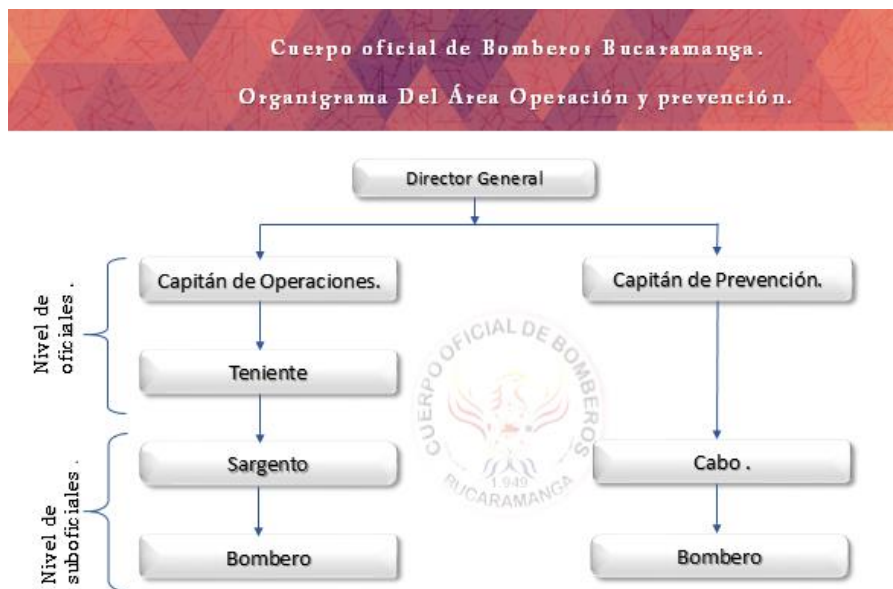 Cuerpo oficial de Bomberos Bucaramanga.
Organigrama Del Área Operación y prevención.
Director General
Nivel de
oficiales .
Capitán de Operaciones.
Capitán de Prevención.
Teniente
CUERPO OFICIAL DE BOMBEROS
1.949
BUCARAMANGA
Nivel de
suboficiales .
Sargento
Cabo .
Bombero
Bombero